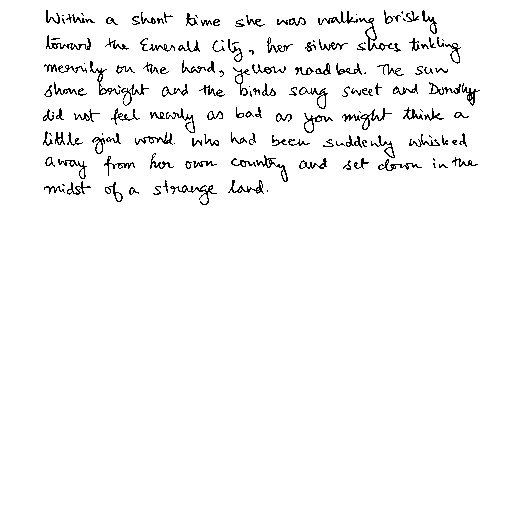 Within a short time she was walking briskly
toward the Emerald City, her silver shoes tinkling
merrily on the hard, yellow roadbed. The sun
shone bright and the birds sang sweet and Dorothy
did not feel nearly as bad as you might think a
little girl would who had been suddenly whisked
away from her own country and set down in the
midst of a strange land.